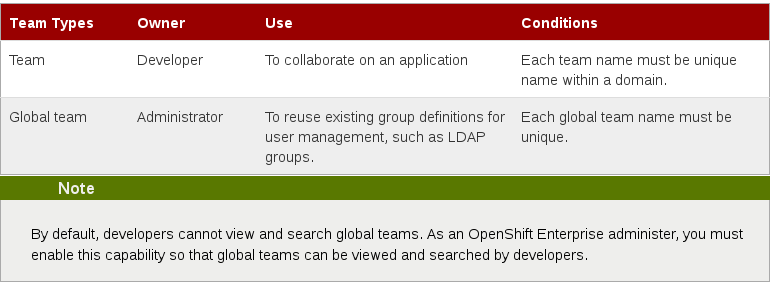 Team Types Owner Use Conditions
Team Developer To collaborate on an application Each team name must be unique
name within a domain.
Global team Administrator To reuse existing group definitions for Each global team name must be
user management, such as LDAP unique.
groups.
Note
By default, developers cannot view and search global teams. As an OpenShift Enterprise administer, you must
enable this capability so that global teams can be viewed and searched by developers.